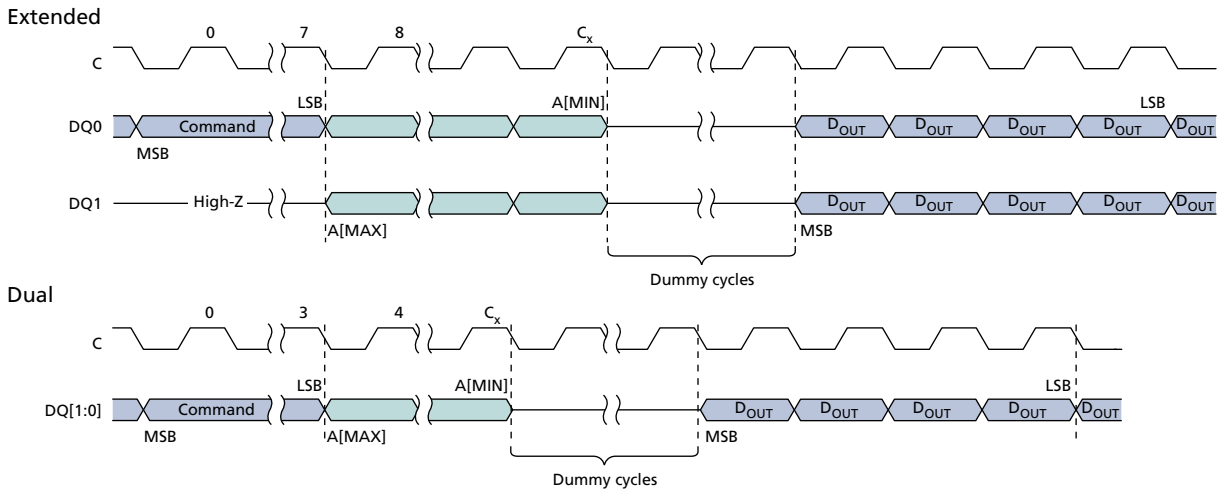 Extended
0 7 8 Cx
C
LSB A[MIN] LSB
DQ0 Command DOUT DOUT DOUT DOUT DOUT
MSB
DQ1 High-Z DOUT DOUT DOUT DOUT DOUT
A[MAX] MSB
Dummy cycles
Dual
0 3 4 Cx
C
LSB A[MIN] LSB
DQ[1:0] Command DOUT DOUT DOUT DOUT DOUT
MSB A[MAX] MSB
Dummy cycles